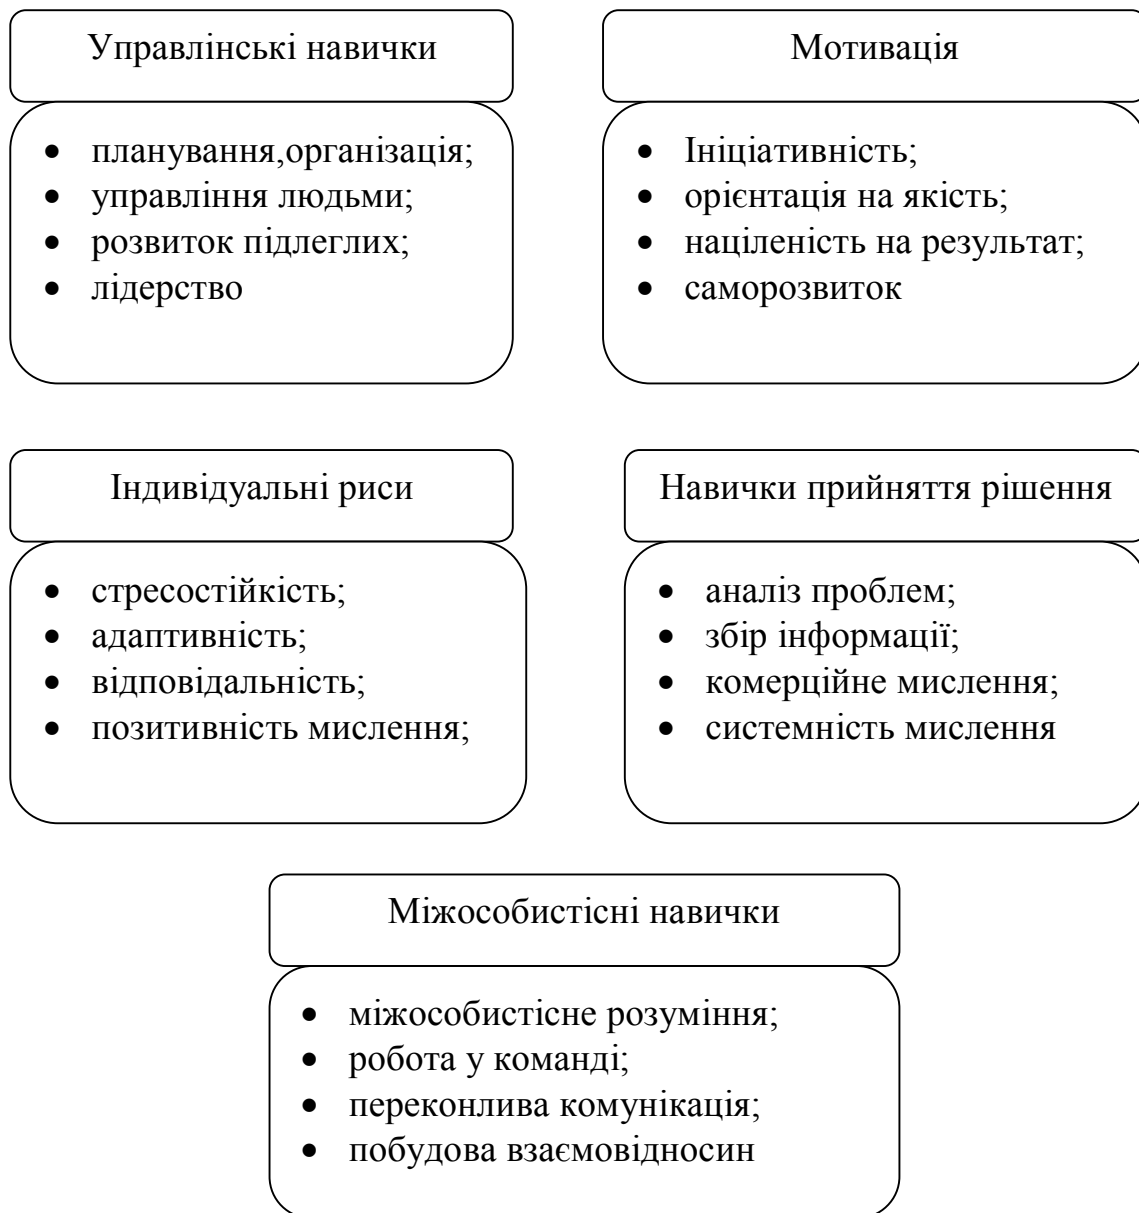 Управлінські навички
• планування,організація;
• управління людьми;
• розвиток підлеглих;
• лідерство
Мотивація
• Ініціативність;
• орієнтація на якість;
• націленість на результат;
• саморозвиток
Індивідуальні риси
• стресостійкість;
• адаптивність;
• відповідальність;
• позитивність мислення;
Навички прийняття рішення
• аналіз проблем;
• збір інформації;
• комерційне мислення;
• системність мислення
Міжособистісні навички
• міжособистісне розуміння;
• робота у команді;
• переконлива комунікація;
• побудова взаємовідносин